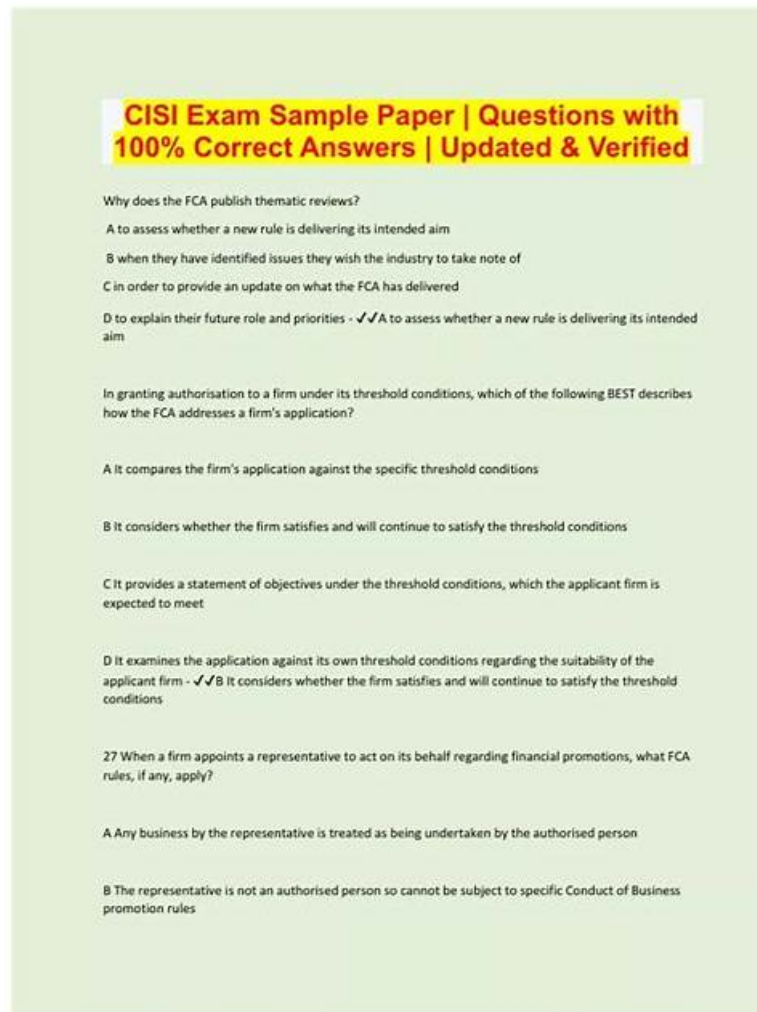 CISI Exam Sample Paper | Questions with
100% Correct Answers | Updated & Verified
Why does the FCA publish thematic reviews?
A to assess whether a new rule is delivering its intended aim
B when they have identified issues they wish the industry to take note of
C in order to provide an update on what the FCA has delivered
D to explain their future role and priorities - ✓✓A to assess whether a new rule is delivering its intended
aim
In granting authorisation to a firm under its threshold conditions, which of the following BEST describes
how the FCA addresses a firm's application?
A It compares the firm's application against the specific threshold conditions
B It considers whether the firm satisfies and will continue to satisfy the threshold conditions
C It provides a statement of objectives under the threshold conditions, which the applicant firm is
expected to meet
D It examines the application against its own threshold conditions regarding the suitability of the
applicant firm - ✓✓B It considers whether the firm satisfies and will continue to satisfy the threshold
conditions
27 When a firm appoints a representative to act on its behalf regarding financial promotions, what FCA
rules, if any, apply?
A Any business by the representative is treated as being undertaken by the authorised person
B The representative is not an authorised person so cannot be subject to specific Conduct of Business
promotion rules